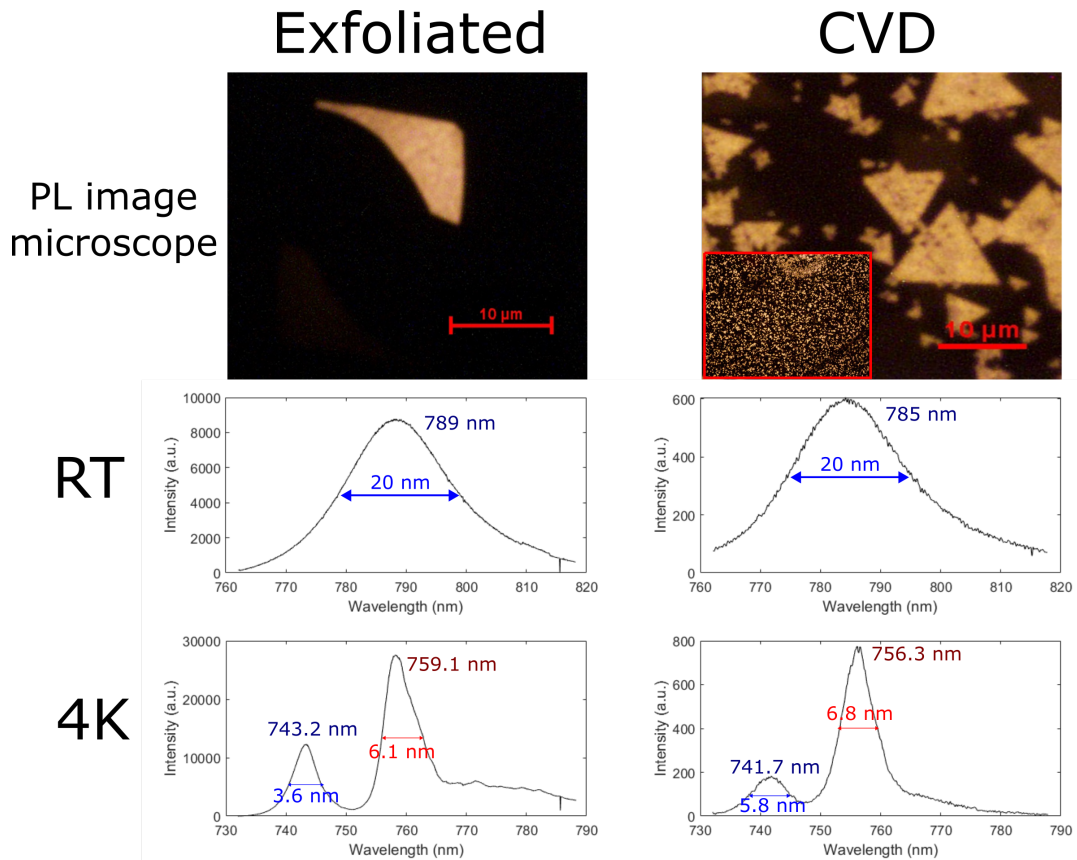 Exfoliated
CVD
PL image
microscope
10 µm
10 µm
RT
10000
8000
6000
4000
2000
0
Intensity (a.u.)
789 nm
20 nm
760 770 780 790 800 810 820
Wavelength (nm)
600
400
200
0
Intensity (a.u.)
785 nm
20 nm
760 770 780 790 800 810 820
Wavelength (nm)
4K
30000
20000
10000
0
Intensity (a.u.)
743.2 nm
759.1 nm
6.1 nm
3.6 nm
730 740 750 760 770 780 790
Wavelength (nm)
800
600
400
200
0
Intensity (a.u.)
756.3 nm
6.8 nm
741.7 nm
5.8 nm
730 740 750 760 770 780 790
Wavelength (nm)